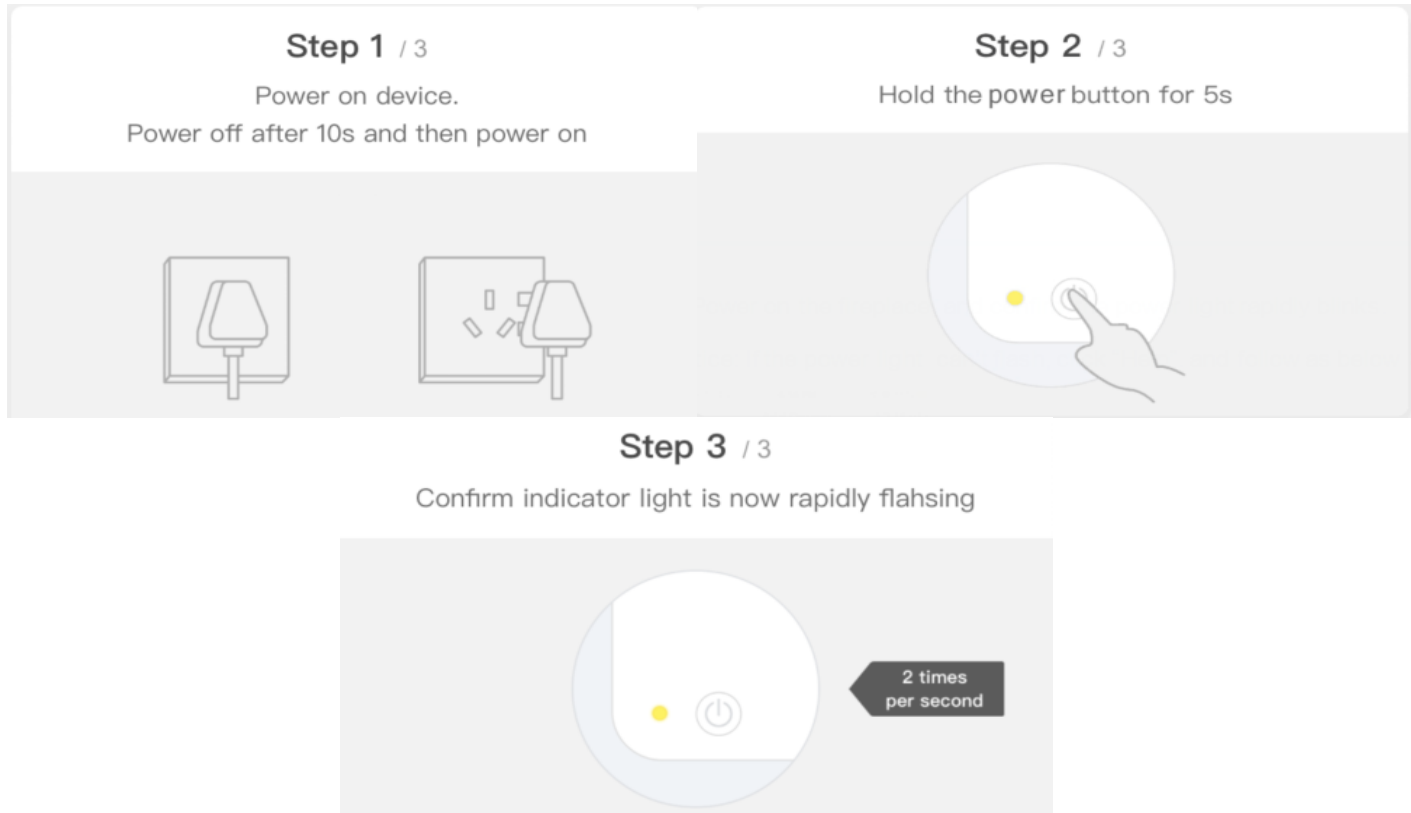 Step 1 / 3
Power on device.
Power off after 10s and then power on
Step 2 / 3
Hold the power button for 5s
Step 3 / 3
Confirm indicator light is now rapidly flahsing
2 times
per second